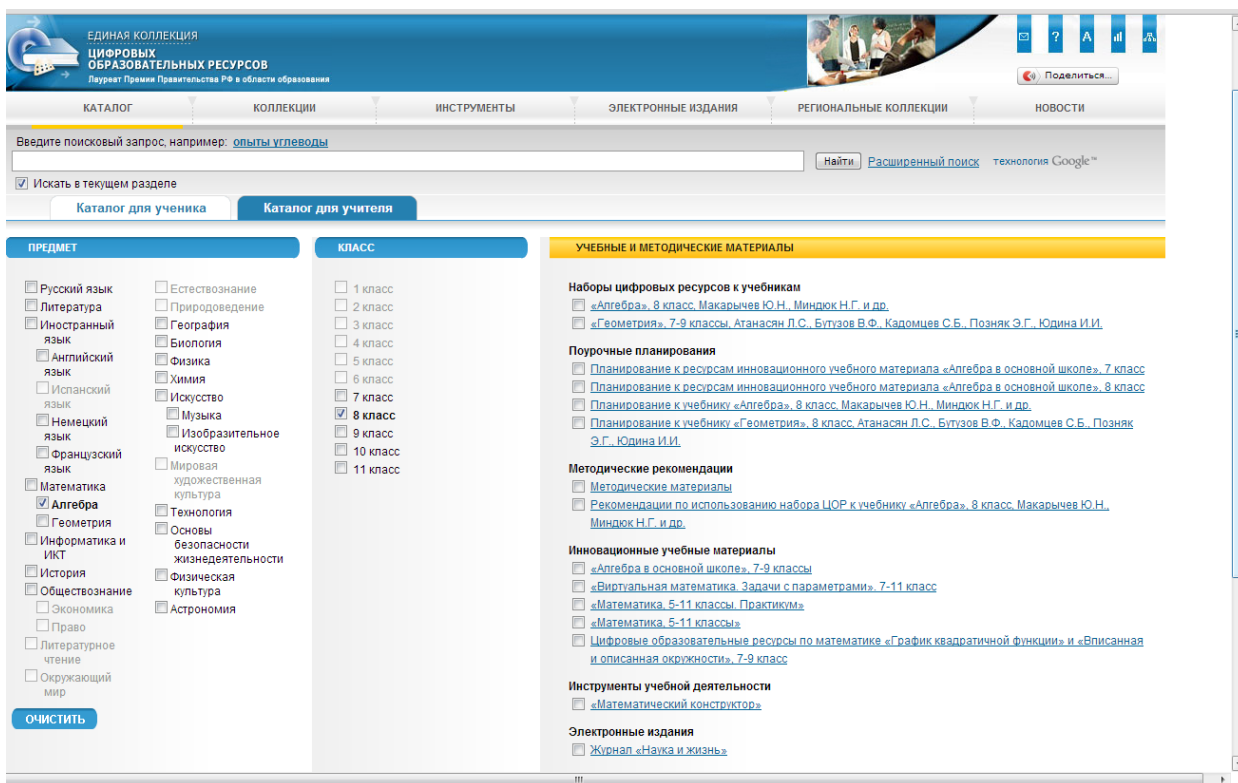 ЕДИНАЯ КОЛЛЕКЦИЯ
ЦИФРОВЫХ
ОБРАЗОВАТЕЛЬНЫХ РЕСУРСОВ
Лауреат Премии Правительства РФ в области образования
?
A
Поделиться...
КАТАЛОГ
КОЛЛЕКЦИИ
ИНСТРУМЕНТЫ
ЭЛЕКТРОННЫЕ ИЗДАНИЯ
РЕГИОНАЛЬНЫЕ КОЛЛЕКЦИИ
НОВОСТИ
Введите поисковый запрос, например: опыты углеводы
Найти Расширенный поиск технология Google™
Искать в текущем разделе
Каталог для ученика
Каталог для учителя
ПРЕДМЕТ
Русский язык
Литература
Иностранный
язык
Английский
язык
Испанский
язык
Немецкий
язык
Французский
язык
Математика
Алгебра
Геометрия
Информатика и
ИКТ
История
Обществознание
Экономика
Право
Литературное
чтение
Окружающий
мир
Естествознание
Природоведение
География
Биология
Физика
Химия
Искусство
Музыка
Изобразительное
искусство
Мировая
художественная
культура
Технология
Основы
безопасности
жизнедеятельности
Физическая
культура
Астрономия
ОЧИСТИТЬ
КЛАСС
1 класс
2 класс
3 класс
4 класс
5 класс
6 класс
7 класс
8 класс
9 класс
10 класс
11 класс
УЧЕБНЫЕ И МЕТОДИЧЕСКИЕ МАТЕРИАЛЫ
Наборы цифровых ресурсов к учебникам
«Алгебра», 8 класс, Макарычев Ю.Н., Миндюк Н.Г. и др.
«Геометрия», 7-9 классы, Атанасян Л.С., Бутузов В.Ф., Кадомцев С.Б., Позняк Э.Г., Юдина И.И.
Поурочные планирования
Планирование к ресурсам инновационного учебного материала «Алгебра в основной школе», 7 класс
Планирование к ресурсам инновационного учебного материала «Алгебра в основной школе», 8 класс
Планирование к учебнику «Алгебра», 8 класс, Макарычев Ю.Н., Миндюк Н.Г. и др.
Планирование к учебнику «Геометрия», 8 класс, Атанасян Л.С., Бутузов В.Ф., Кадомцев С.Б., Позняк
Э.Г., Юдина И.И.
Методические рекомендации
Методические материалы
Рекомендации по использованию набора ЦОР к учебнику «Алгебра», 8 класс, Макарычев Ю.Н.,
Миндюк Н.Г. и др.
Инновационные учебные материалы
«Алгебра в основной школе», 7-9 классы
«Виртуальная математика. Задачи с параметрами». 7-11 класс
«Математика, 5-11 классы. Практикум»
«Математика, 5-11 классы»
Цифровые образовательные ресурсы по математике «График квадратичной функции» и «Вписанная
и описанная окружности», 7-9 класс
Инструменты учебной деятельности
«Математический конструктор»
Электронные издания
Журнал «Наука и жизнь»